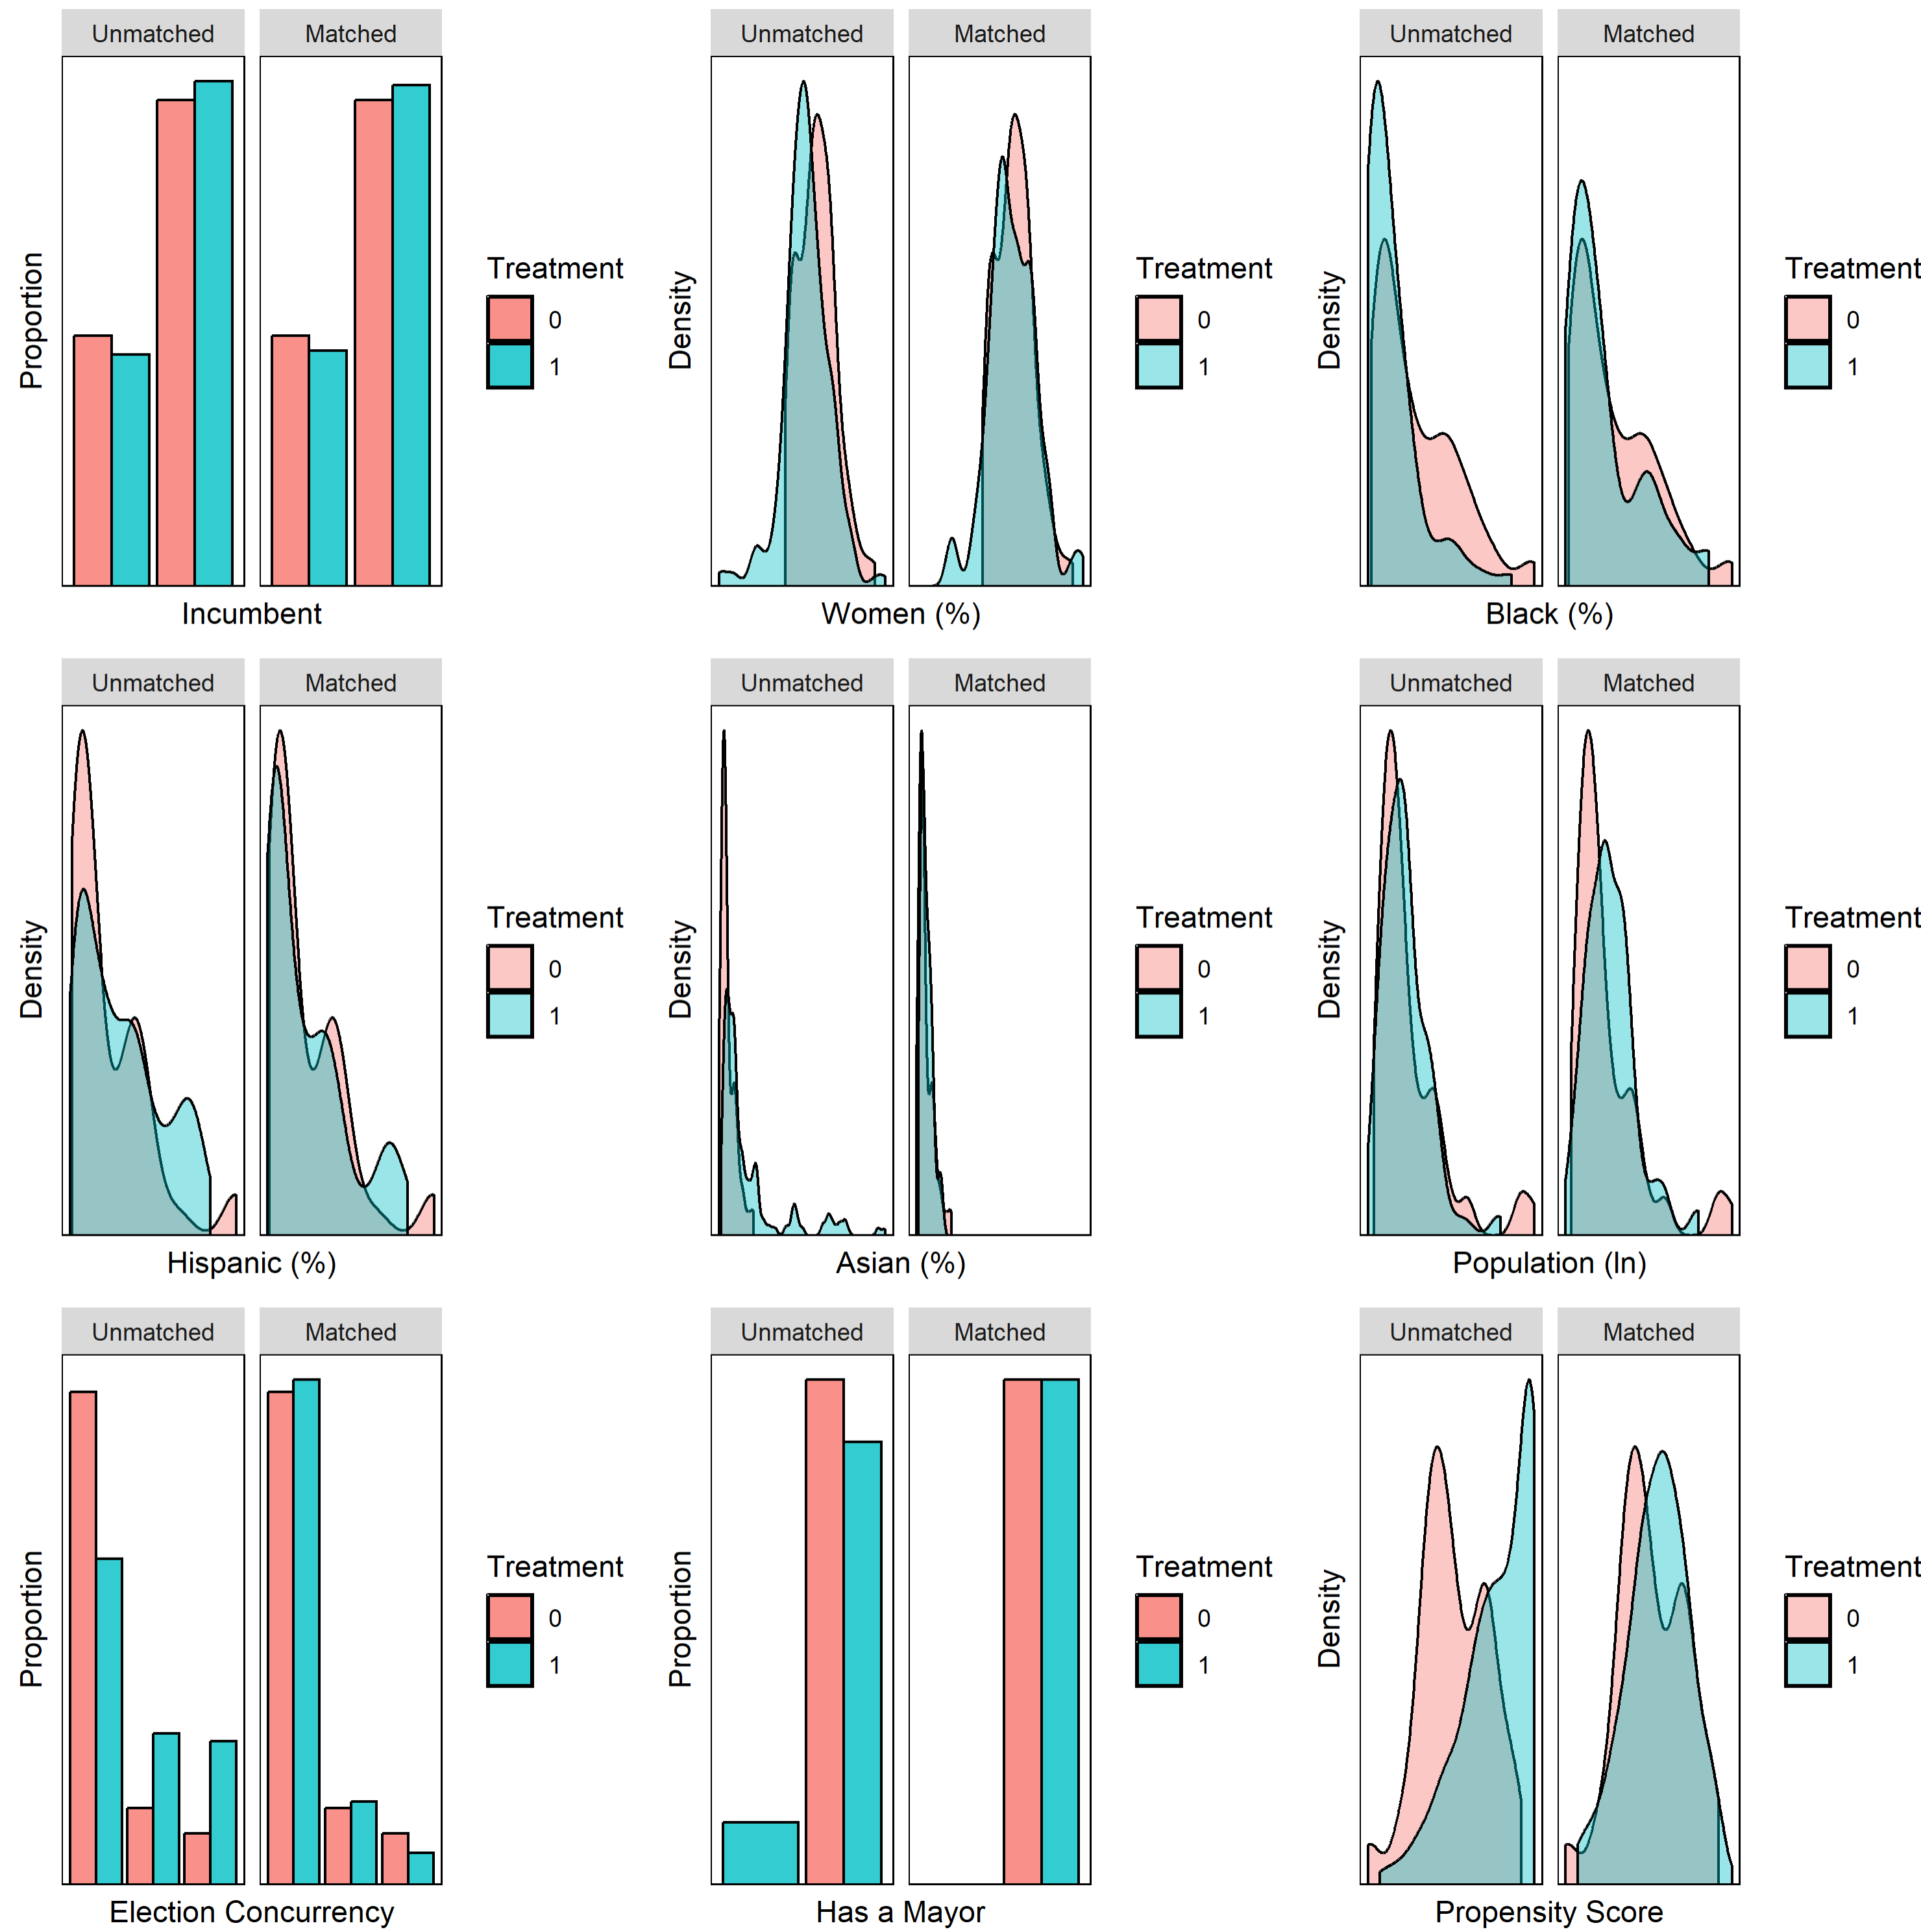 Unmatched Matched
Proportion
Incumbent
Treatment
0
1
Unmatched Matched
Density
Women (%)
Treatment
0
1
Unmatched Matched
Density
Black (%)
Treatment
0
1
Unmatched Matched
Density
Hispanic (%)
Treatment
0
1
Unmatched Matched
Density
Asian (%)
Treatment
0
1
Unmatched Matched
Density
Population (ln)
Treatment
0
1
Unmatched Matched
Proportion
Election Concurrency
Treatment
0
1
Unmatched Matched
Proportion
Has a Mayor
Treatment
0
1
Unmatched Matched
Density
Propensity Score
Treatment
0
1